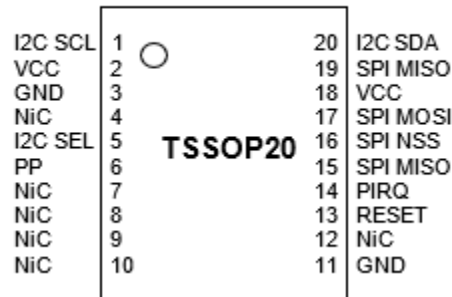 I2C SCL 1 20 I2C SDA
VCC 2 19 SPI MISO
GND 3 18 VCC
NiC 4 17 SPI MOSI
I2C SEL 5 TSSOP20 16 SPI NSS
PP 6 15 SPI MISO
NiC 7 14 PIRQ
NiC 8 13 RESET
NiC 9 12 NiC
NiC 10 11 GND